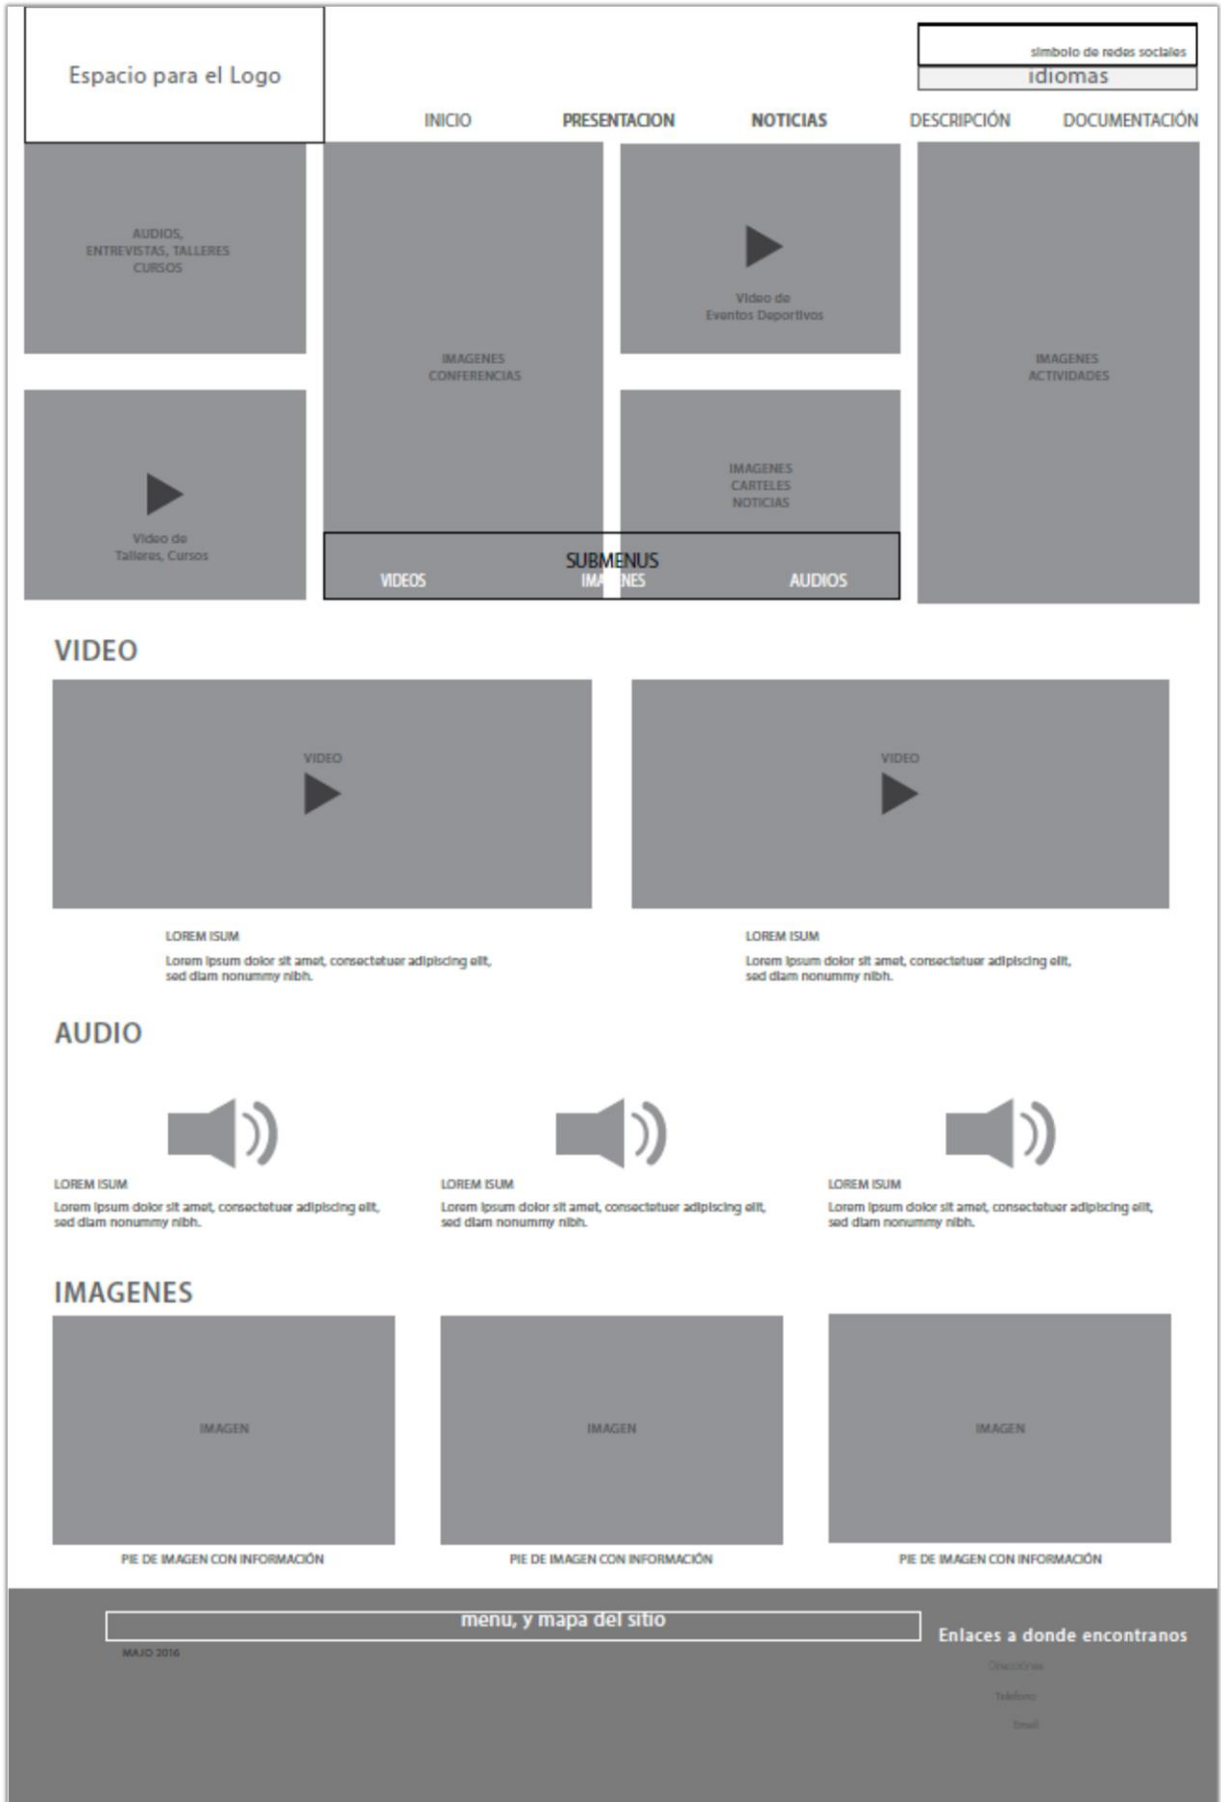 Espacio para el Logo
simbolo de redes sociales
idiomas
INICIO PRESENTACION NOTICIAS DESCRIPCIÓN DOCUMENTACIÓN
AUDIOS,
ENTREVISTAS, TALLERES
CURSOS
Video de
Talleres, Cursos
IMAGENES
CONFERENCIAS
Video de
Eventos Deportivos
IMAGENES
CARTELES
NOTICIAS
IMAGENES
ACTIVIDADES
SUBMENUS
VIDEOS IMAGENES AUDIOS
VIDEO
VIDEO
VIDEO
LOREM ISUM
Lorem ipsum dolor sit amet, consectetuer adipiscing elit,
sed diam nonummy nibh.
LOREM ISUM
Lorem ipsum dolor sit amet, consectetuer adipiscing elit,
sed diam nonummy nibh.
AUDIO
LOREM ISUM
Lorem ipsum dolor sit amet, consectetuer adipiscing elit,
sed diam nonummy nibh.
LOREM ISUM
Lorem ipsum dolor sit amet, consectetuer adipiscing elit,
sed diam nonummy nibh.
LOREM ISUM
Lorem ipsum dolor sit amet, consectetuer adipiscing elit,
sed diam nonummy nibh.
IMAGENES
IMAGEN
IMAGEN
IMAGEN
PIE DE IMAGEN CON INFORMACIÓN
PIE DE IMAGEN CON INFORMACIÓN
PIE DE IMAGEN CON INFORMACIÓN
menu, y mapa del sitio
MAJO 2016
Enlaces a donde encontranos
Telefono
Email